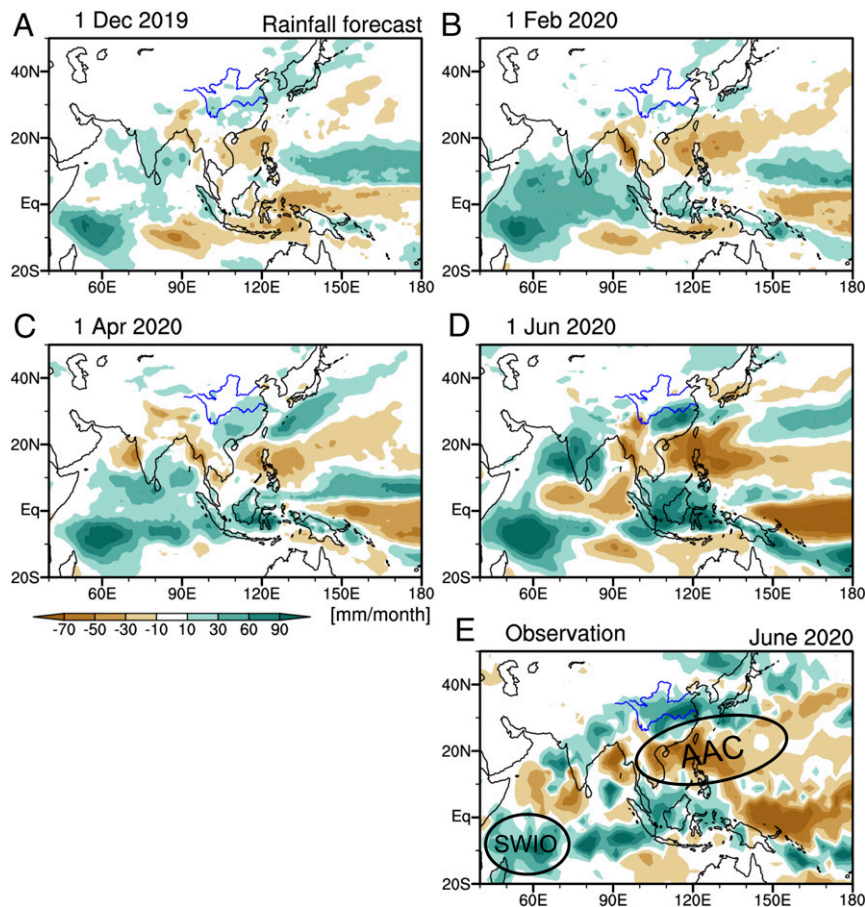 A 1 Dec 2019 Rainfall forecast
B 1 Feb 2020
40N
20N
Eq
20S
60E 90E 120E 150E 180
40N
20N
Eq
20S
60E 90E 120E 150E 180
C 1 Apr 2020
D 1 Jun 2020
40N
20N
Eq
20S
60E 90E 120E 150E 180
40N
20N
Eq
20S
60E 90E 120E 150E 180
-70 -50 -30 -10 10 30 60 90 [mm/month]
E Observation June 2020
40N
20N
Eq
20S
60E 90E 120E 150E 180
AAC
SWIO